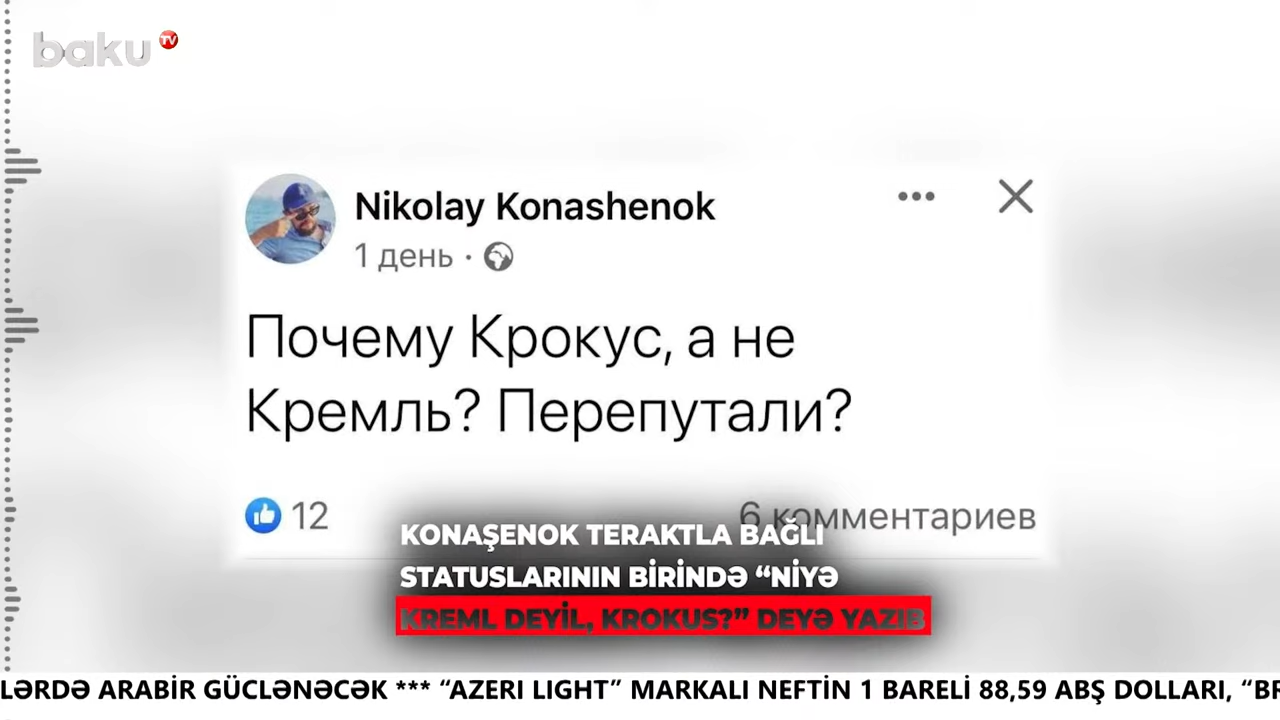 baku TV
Nikolay Konashenok
1 день ·
Почему Крокус, а не
Кремль? Перепутали?
12
6 комментариев
KONAŞENOK TERAKTLA BAĞLI
STATUSLARININ BİRİNDƏ “NİYƏ
KREML DEYİL, KROKUS?” DEYƏ YAZIB
LƏRDƏ ARABİR GÜCLƏNƏCƏK *** “AZERI LIGHT” MARKALI NEFTİN 1 BARELİ 88,59 ABŞ DOLLARI, “BR